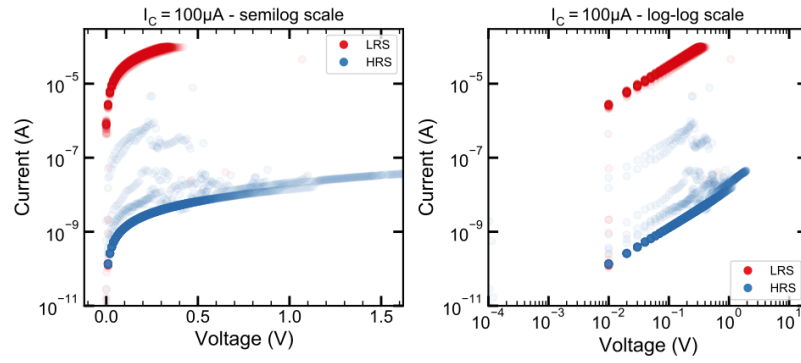 I_C = 100μA - semilog scale
Current (A)
10⁻⁵
10⁻⁷
10⁻⁹
10⁻¹¹
LRS
HRS
0.0 0.5 1.0 1.5
Voltage (V)
I_C = 100μA - log-log scale
Current (A)
10⁻⁵
10⁻⁷
10⁻⁹
10⁻¹¹
LRS
HRS
10⁻⁴ 10⁻³ 10⁻² 10⁻¹ 10⁰ 10¹
Voltage (V)